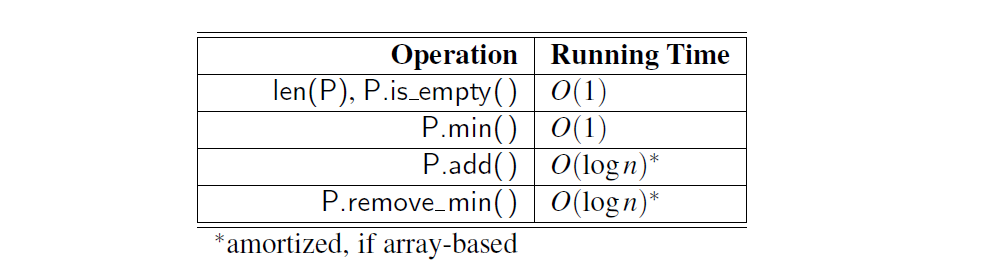 Operation Running Time
len(P), P.is_empty() O(1)
P.min() O(1)
P.add() O(log n)*
P.remove_min() O(log n)*
*amortized, if array-based